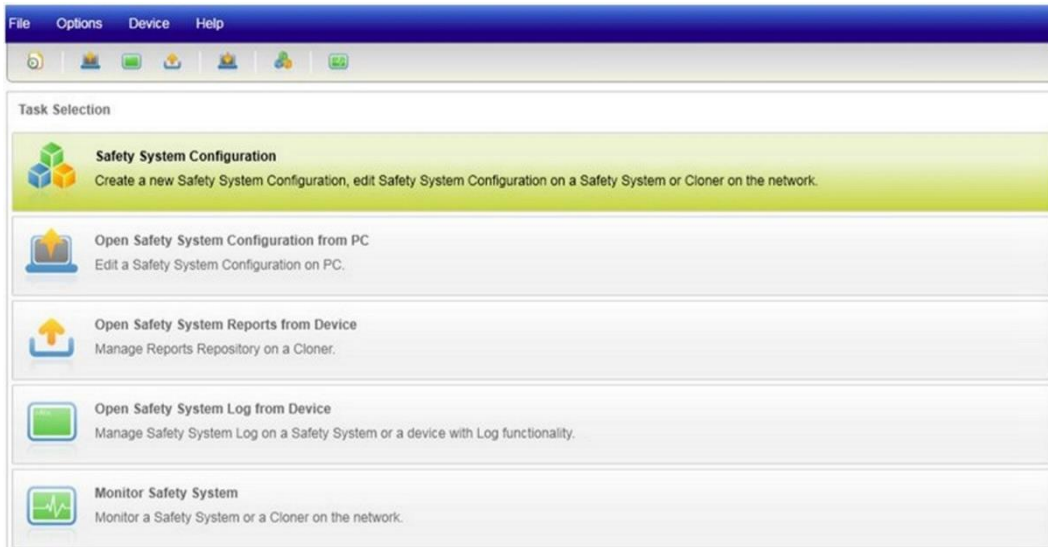 File Options Device Help
Task Selection
Safety System Configuration
Create a new Safety System Configuration, edit Safety System Configuration on a Safety System or Cloner on the network.
Open Safety System Configuration from PC
Edit a Safety System Configuration on PC.
Open Safety System Reports from Device
Manage Reports Repository on a Cloner.
Open Safety System Log from Device
Manage Safety System Log on a Safety System or a device with Log functionality.
Monitor Safety System
Monitor a Safety System or a Cloner on the network.